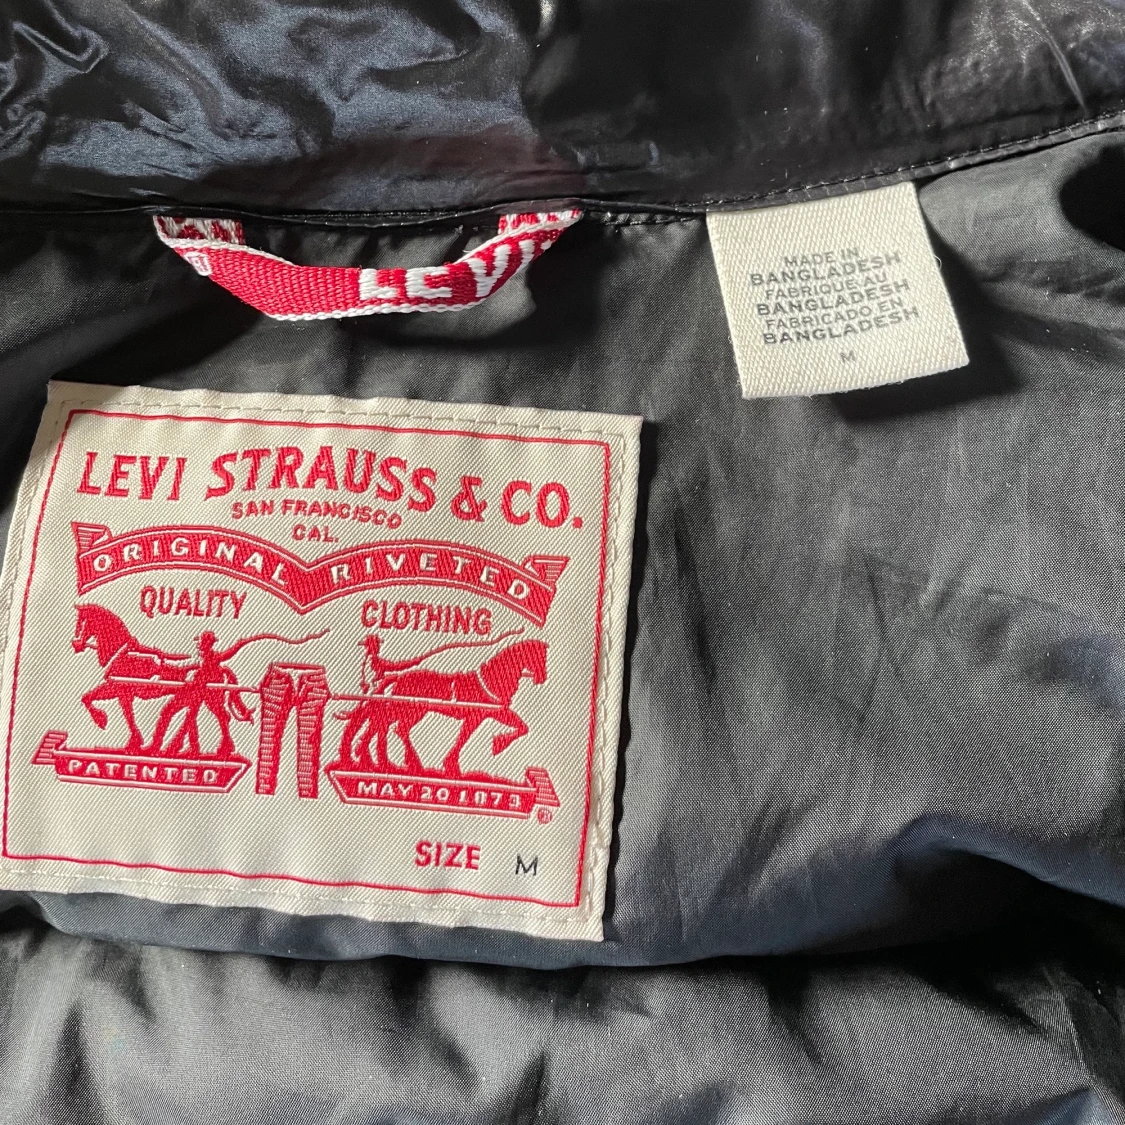 LEVI'
MADE IN
BANGLADESH
FABRIQUE AU
BANGLADESH
FABRICADO EN
BANGLADESH
M
LEVI STRAUSS & CO.
SAN FRANCISCO
CAL.
ORIGINAL RIVETED
QUALITY CLOTHING
PATENTED MAY 20 1873
®
SIZE M